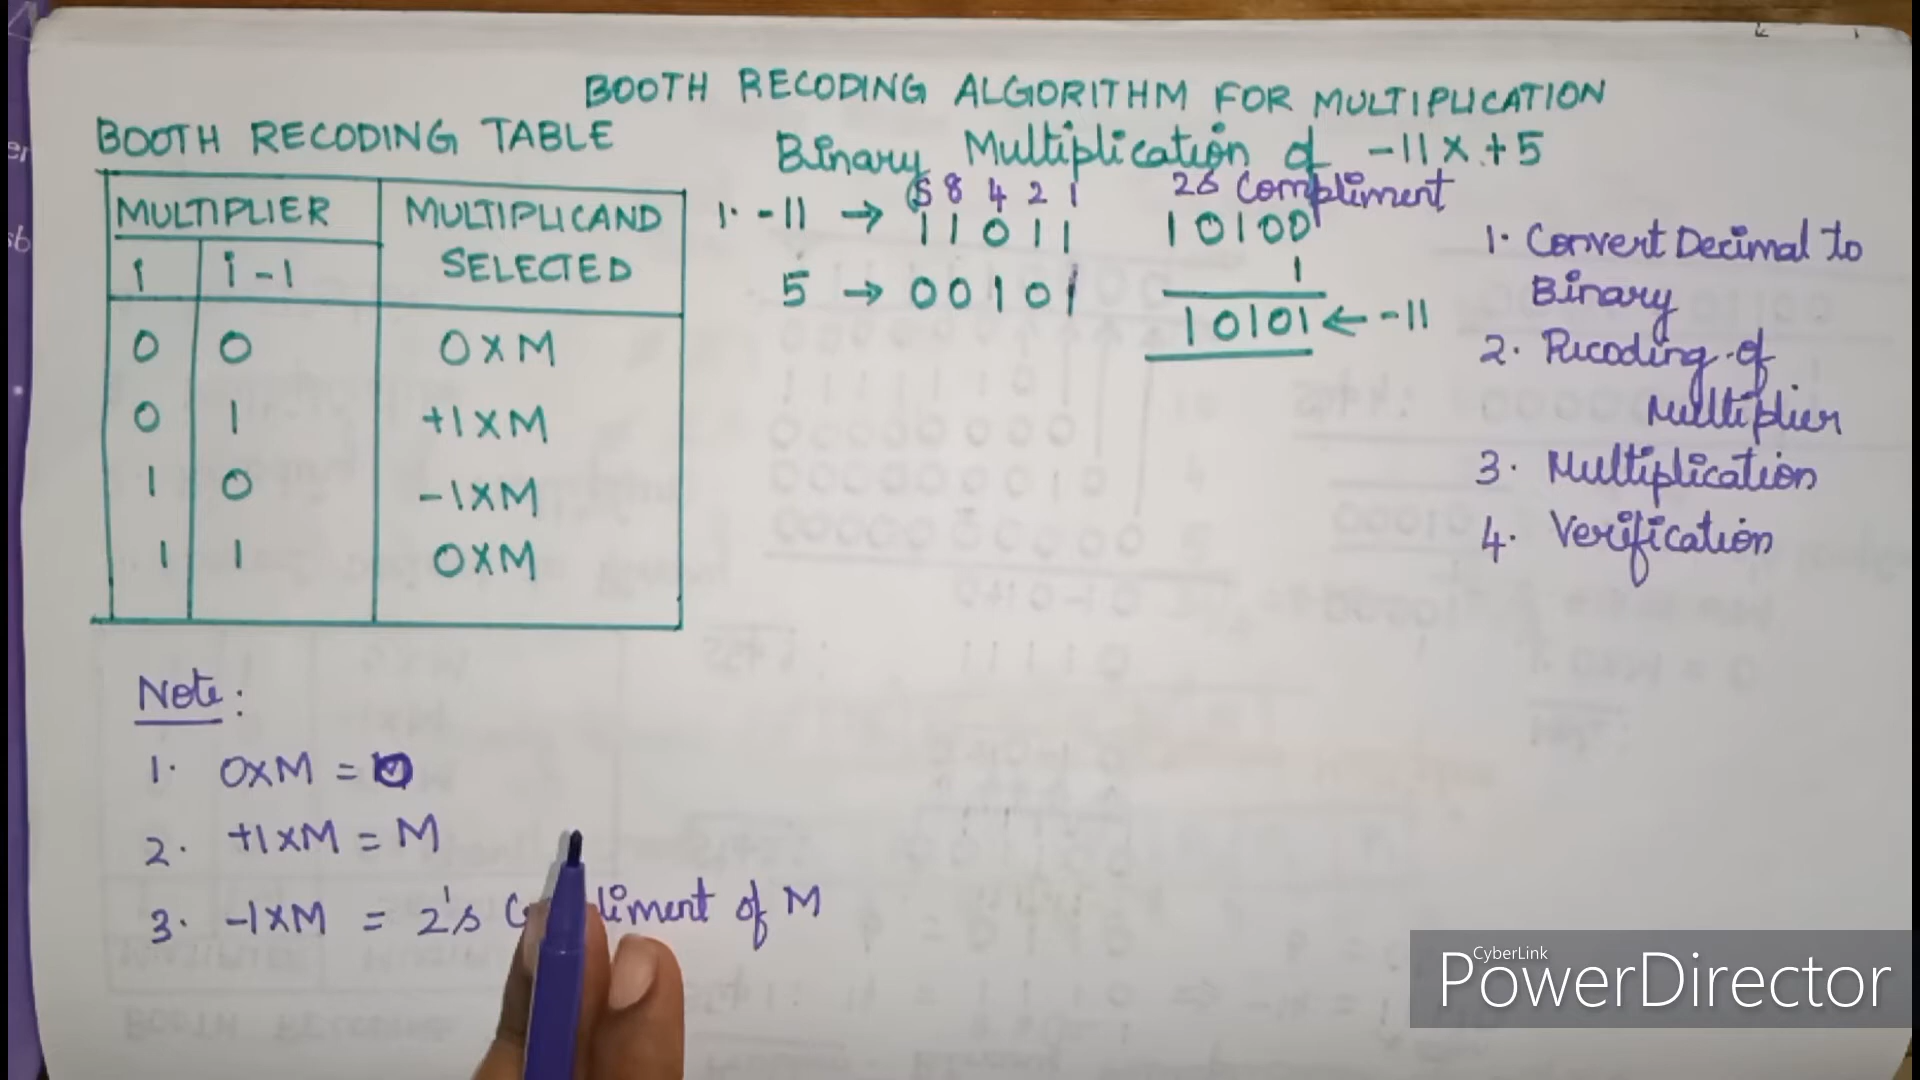 BOOTH RECODING ALGORITHM FOR MULTIPLICATION
BOOTH RECODING TABLE
MULTIPLIER MULTIPLICAND SELECTED
i i-1
0 0 0XM
0 1 +1XM
1 0 -1XM
1 1 0XM
Binary Multiplication of -11 x +5
S 8 4 2 1
1. -11 → 11011
5 → 00101
2s Compliment
10100
1
10101 ← -11
1. Convert Decimal to
Binary
2. Recoding of
Multiplier
3. Multiplication
4. Verification
Note:
1. 0XM = 0
2. +1XM = M
3. -1XM = 2's of M
CyberLink
PowerDirector